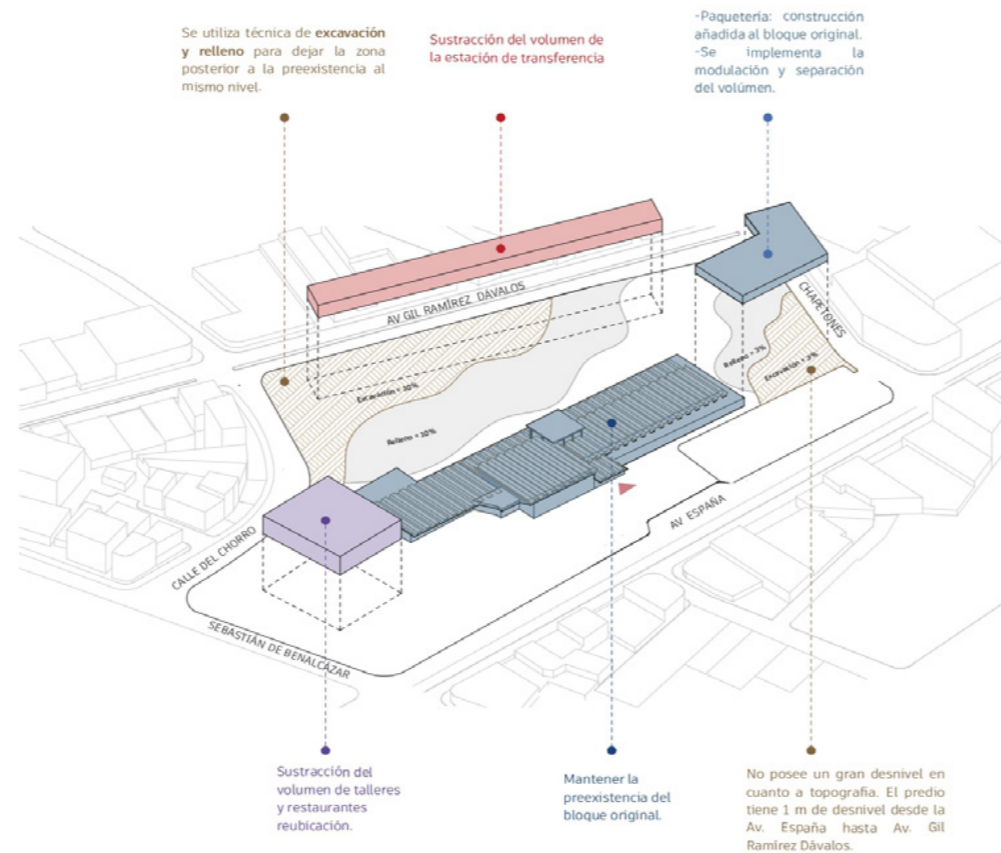 Se utiliza técnica de excavación
y relleno para dejar la zona
posterior a la preexistencia al
mismo nivel.
Sustracción del volumen de
la estación de transferencia
-Paquetería: construcción
añadida al bloque original.
-Se implementa la
modulación y separación
del volúmen.
AV GIL RAMÍREZ DÁVALOS
CHAPETONES
Excavación = 30%
Relleno = 30%
Relleno = 3%
Excavación = 3%
AV ESPAÑA
CALLE DEL CHORRO
SEBASTIÁN DE BENALCÁZAR
Sustracción del
volumen de talleres
y restaurantes
reubicación.
Mantener la
preexistencia del
bloque original.
No posee un gran desnivel en
cuanto a topografía. El predio
tiene 1 m de desnivel desde la
Av. España hasta Av. Gil
Ramírez Dávalos.